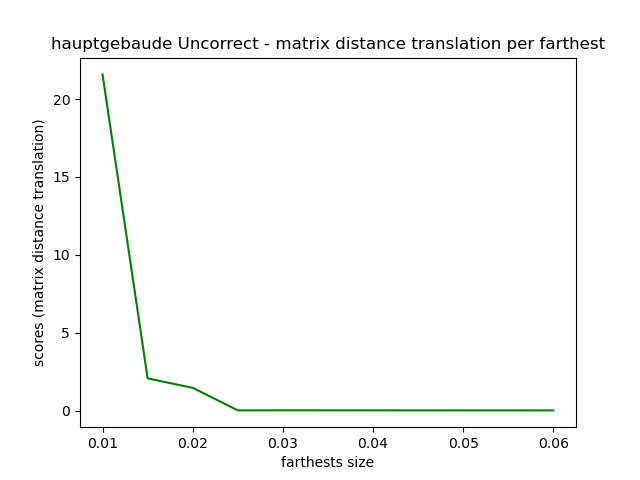 hauptgebaude Uncorrect - matrix distance translation per farthest
scores (matrix distance translation)
20
15
10
5
0
0.01 0.02 0.03 0.04 0.05 0.06
farthests size